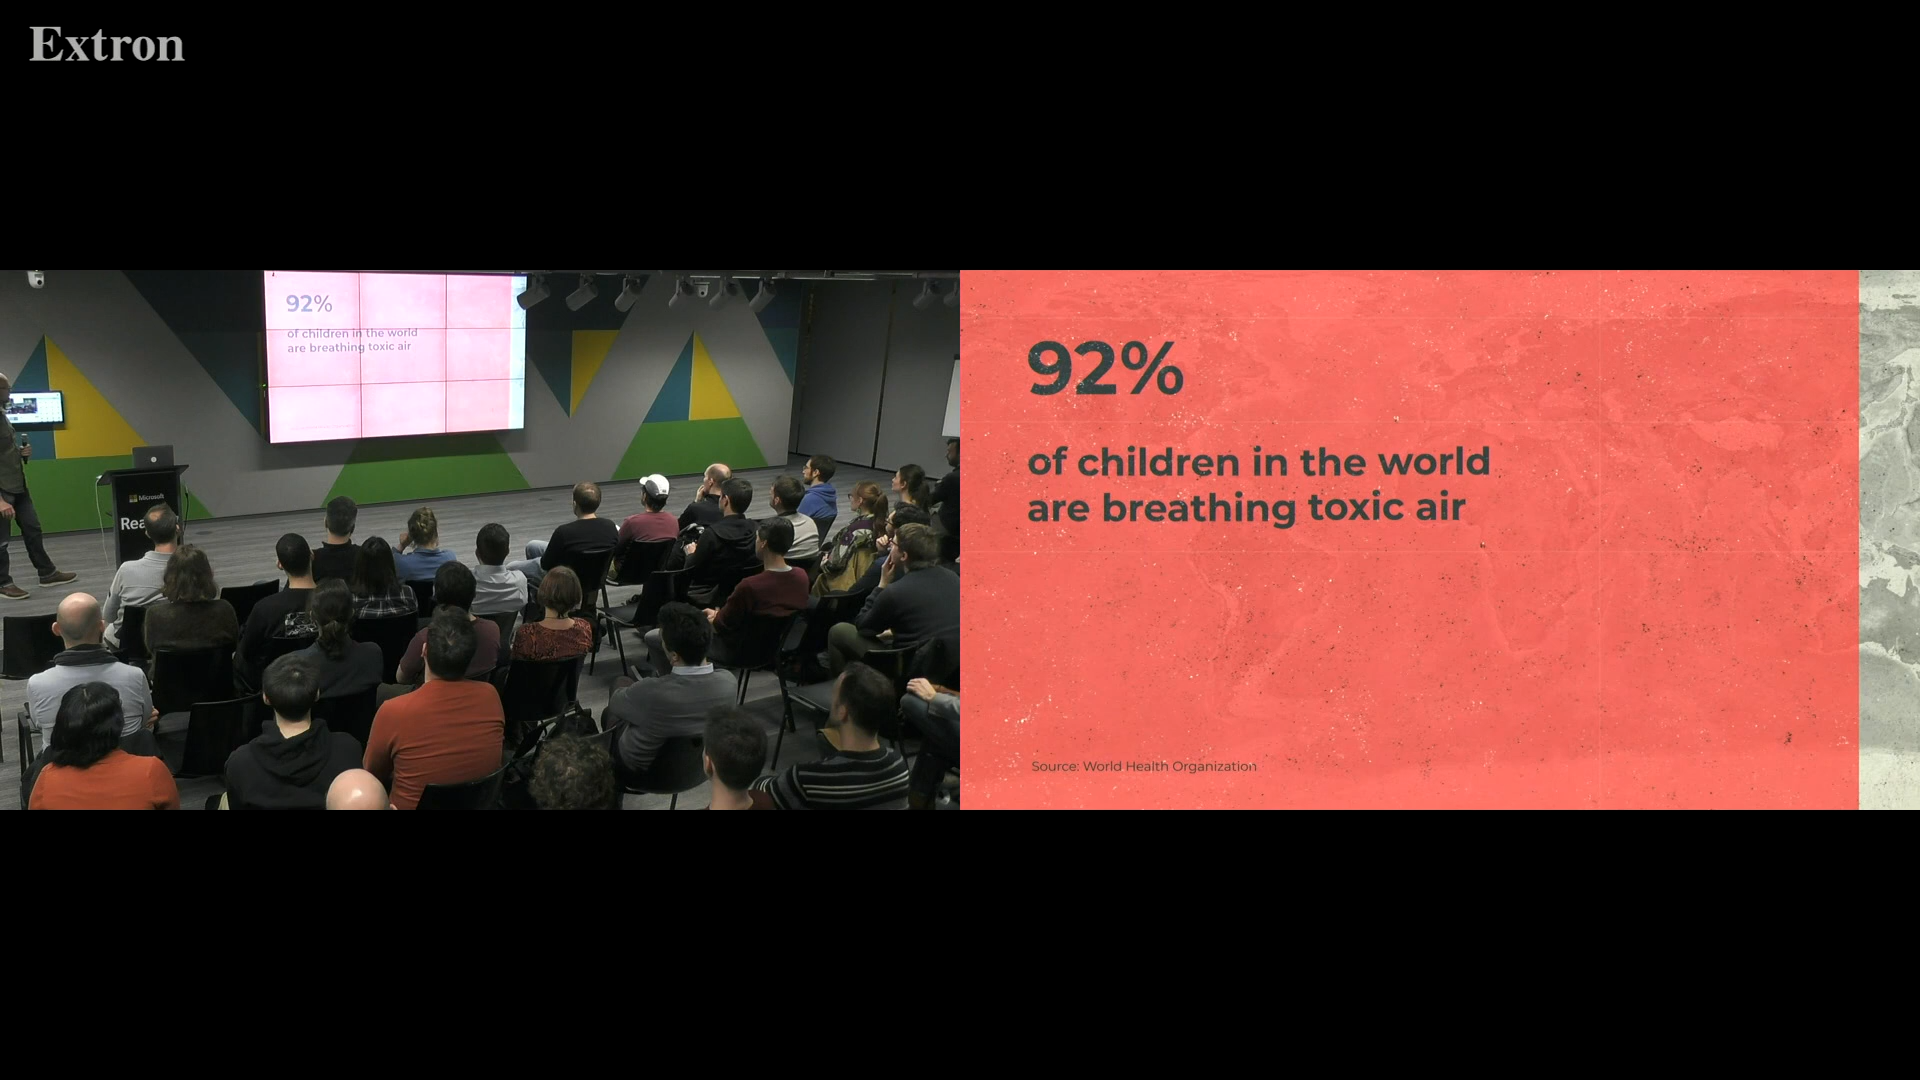 Extron
92%
of children in the world
are breathing toxic air
Microsoft
Rea
92%
of children in the world
are breathing toxic air
Source: World Health Organization